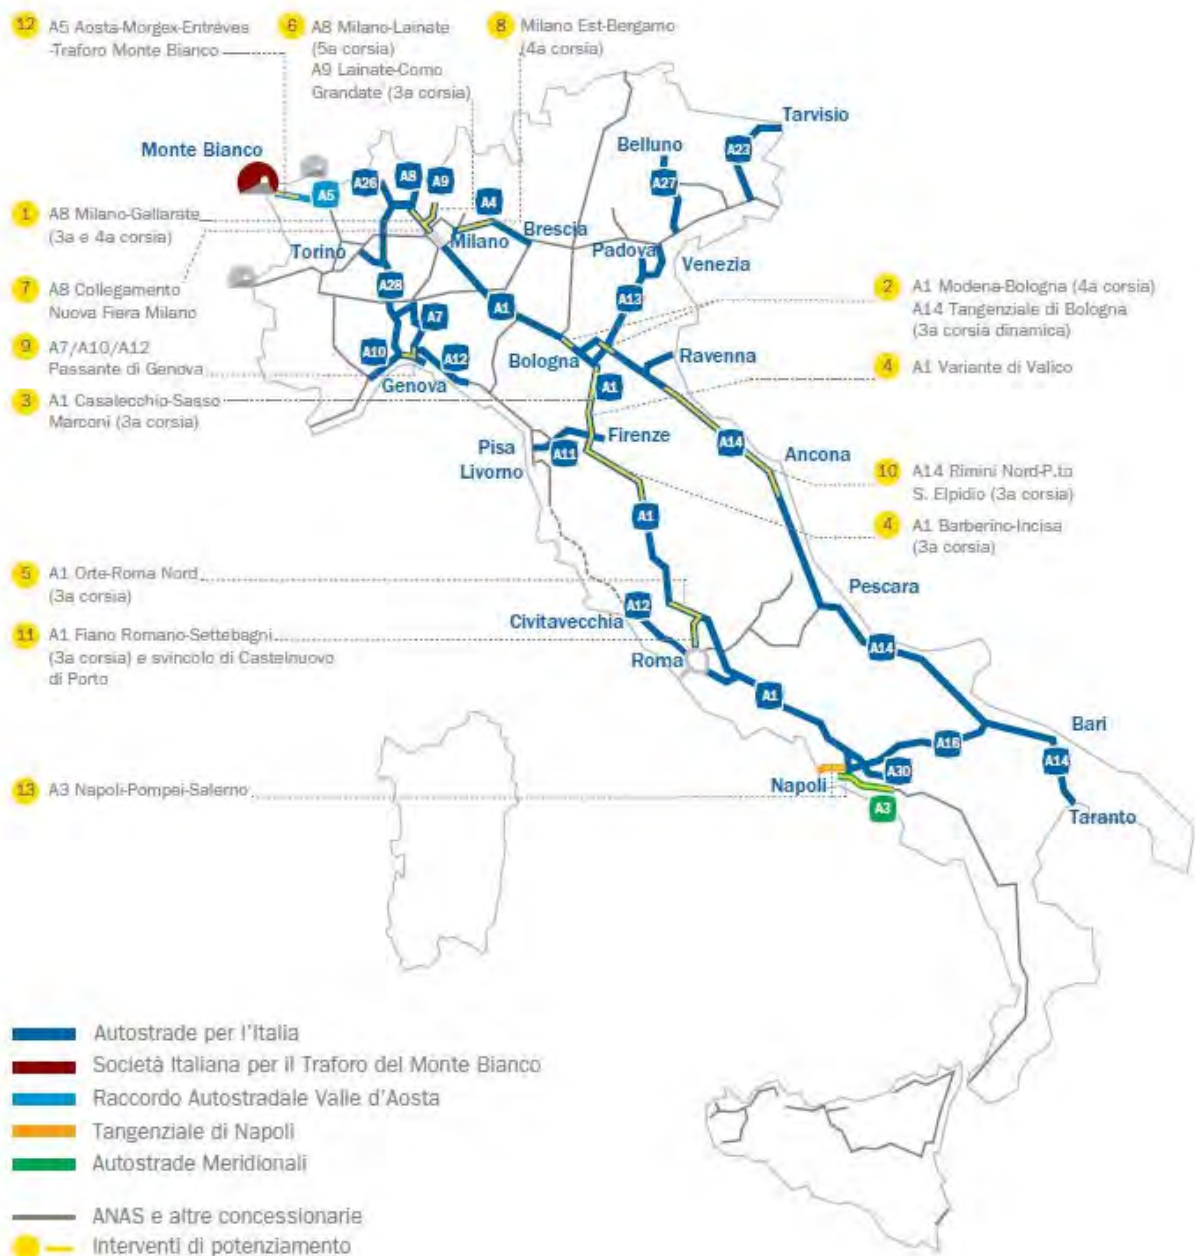 12 A5 Aosta-Morgex-Entrèves
-Traforo Monte Bianco
6 A8 Milano-Lainate
(5a corsia)
A9 Lainate-Como
Grandate (3a corsia)
8 Milano Est-Bergamo
(4a corsia)
Tarvisio
Belluno
Monte Bianco
A23
A27
A26
A8
A9
A5
A4
1 A8 Milano-Gallarate
(3a e 4a corsia)
Brescia
Milano
Torino
Padova
Venezia
7 A8 Collegamento
Nuova Fiera Milano
A28
A1
A13
2 A1 Modena-Bologna (4a corsia)
A14 Tangenziale di Bologna
(3a corsia dinamica)
A7
9 A7/A10/A12
Passante di Genova
A10
A12
Genova
Bologna
Ravenna
4 A1 Variante di Valico
3 A1 Casalecchio-Sasso
Marconi (3a corsia)
A1
Pisa
Livorno
A11
Firenze
A14
Ancona
10 A14 Rimini Nord-P.to
S. Elpidio (3a corsia)
A1
4 A1 Barberino-Incisa
(3a corsia)
5 A1 Orte-Roma Nord
(3a corsia)
Pescara
A12
Civitavecchia
11 A1 Fiano Romano-Settebagni
(3a corsia) e svincolo di Castelnuovo
di Porto
Roma
A14
A1
Bari
A16
A14
A30
13 A3 Napoli-Pompei-Salerno
Napoli
A3
Taranto
Autostrade per l'Italia
Società Italiana per il Traforo del Monte Bianco
Raccordo Autostradale Valle d'Aosta
Tangenziale di Napoli
Autostrade Meridionali
ANAS e altre concessionarie
Interventi di potenziamento